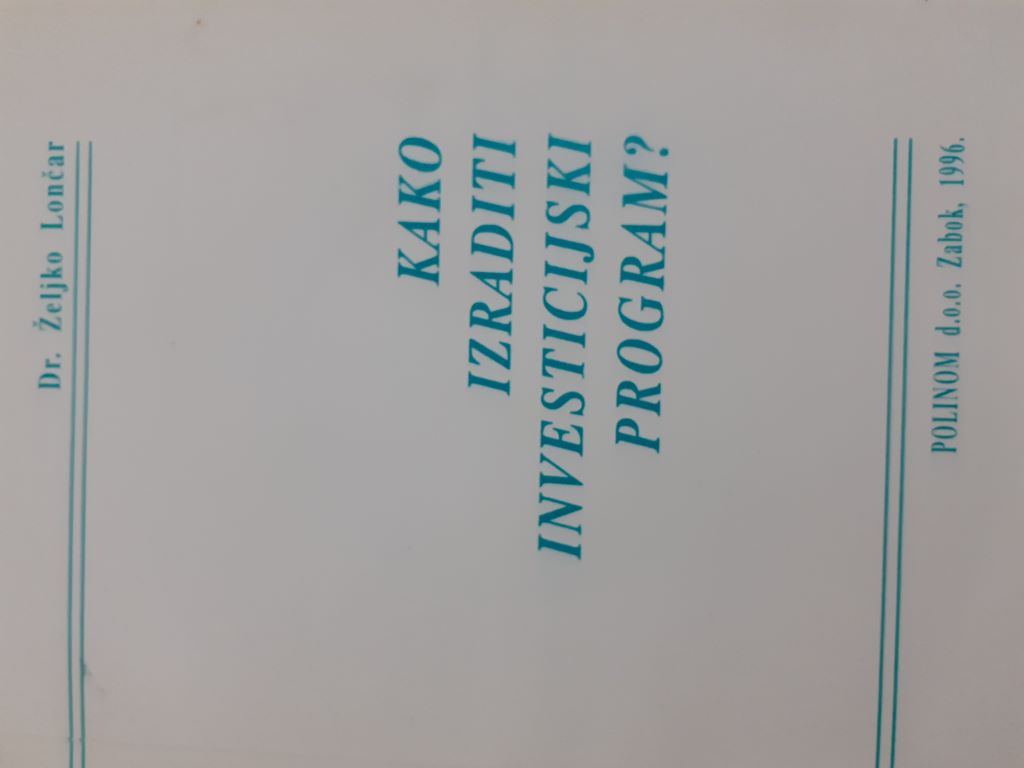 Dr. Željko Lončar
KAKO
IZRADITI
INVESTICIJSKI
PROGRAM?
POLINOM d.o.o. Zabok, 1996.